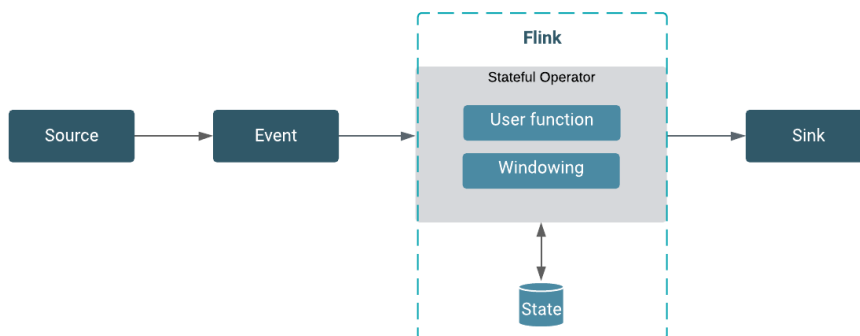 Flink
Stateful Operator
Source
Event
User function
Windowing
Sink
State